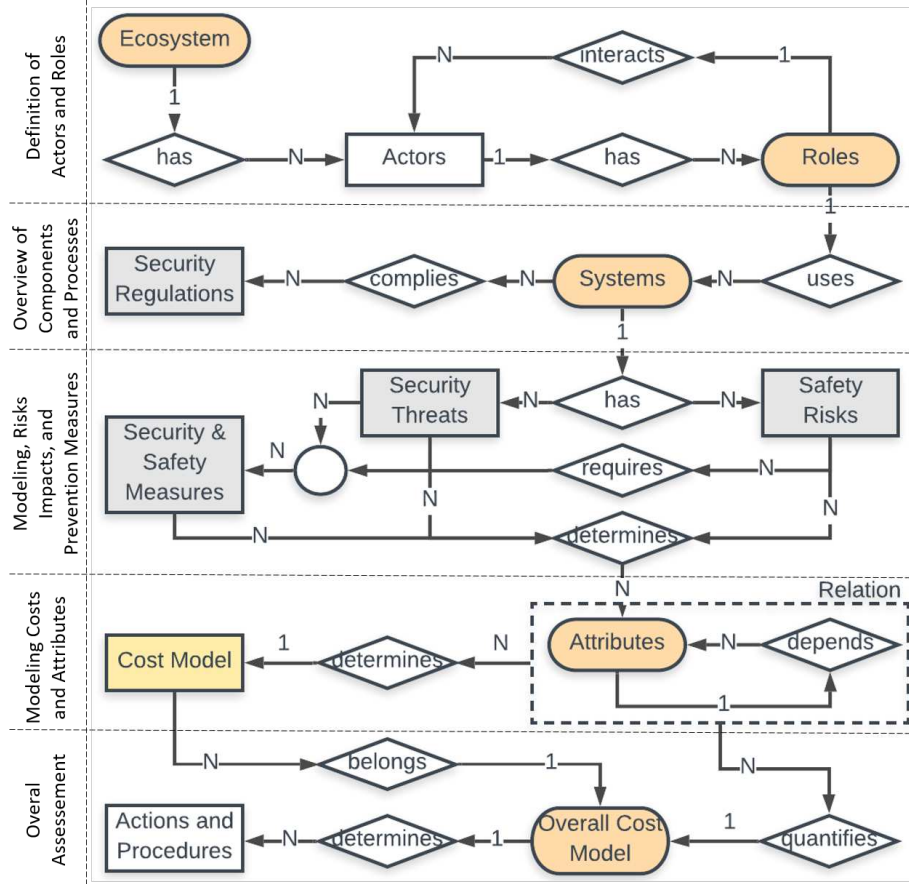 Definition of
Actors and Roles
Ecosystem
1
has
N
Actors
1
has
N
Roles
1
interacts
N
1
Overview of
Components
and Processes
Security
Regulations
N
complies
N
Systems
N
uses
1
Modeling, Risks
Impacts, and
Prevention Measures
Security
Threats
N
has
N
Safety
Risks
N
Security &
Safety
Measures
N
requires
N
N
N
N
determines
N
Modeling Costs
and Attributes
Relation
Attributes
N
depends
1
Cost Model
1
determines
N
Overal
Assessement
N
belongs
1
N
Actions and
Procedures
N
determines
1
Overall Cost
Model
1
quantifies